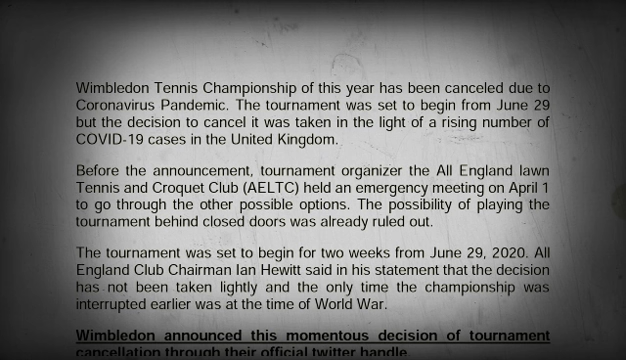 Wimbledon Tennis Championship of this year has been canceled due to
Coronavirus Pandemic. The tournament was set to begin from June 29
but the decision to cancel it was taken in the light of a rising number of
COVID-19 cases in the United Kingdom.
Before the announcement, tournament organizer the All England lawn
Tennis and Croquet Club (AELTC) held an emergency meeting on April 1
to go through the other possible options. The possibility of playing the
tournament behind closed doors was already ruled out.
The tournament was set to begin for two weeks from June 29, 2020. All
England Club Chairman Ian Hewitt said in his statement that the decision
has not been taken lightly and the only time the championship was
interrupted earlier was at the time of World War.
Wimbledon announced this momentous decision of tournament
cancellation through their official twitter handle